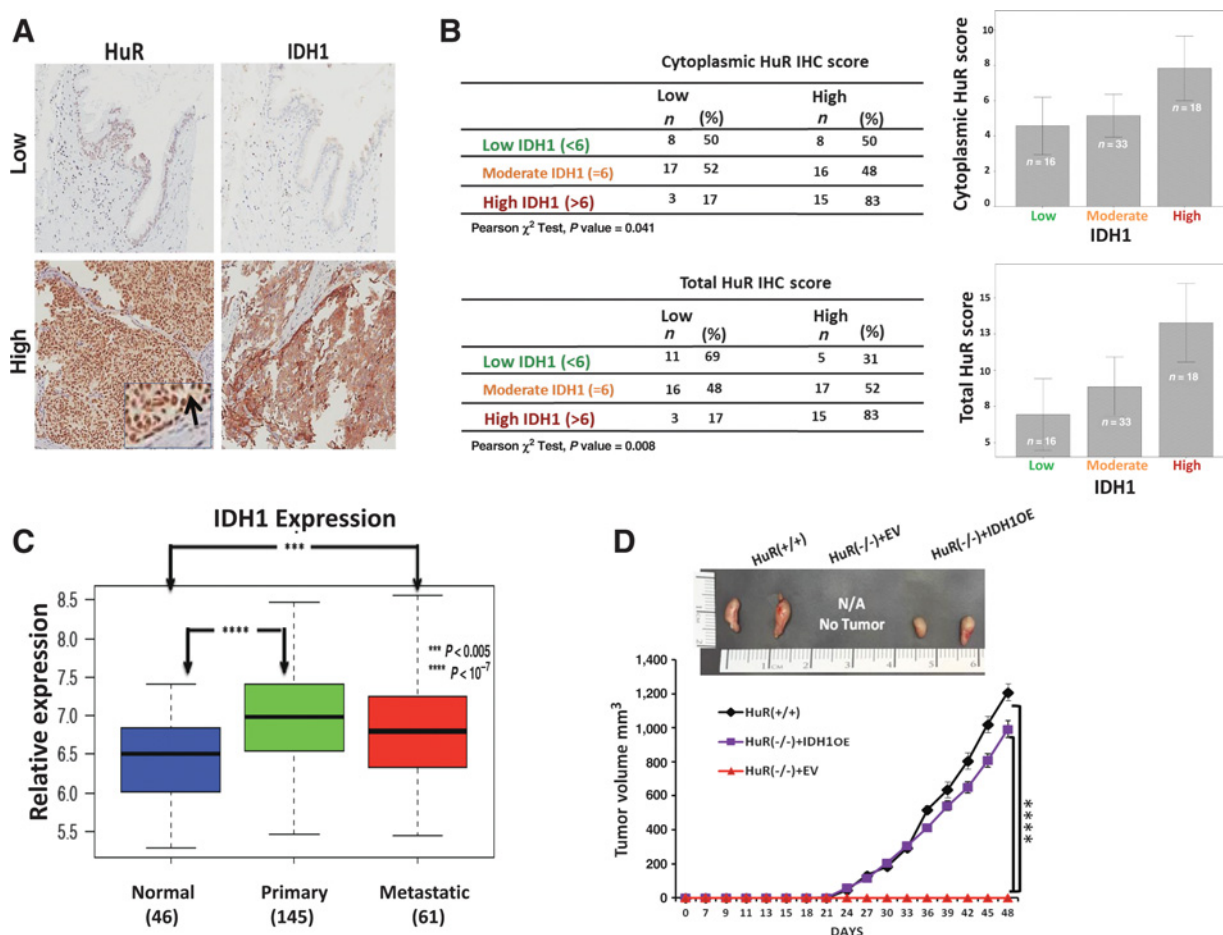 A
HuR
IDH1
Low
High
B
Cytoplasmic HuR IHC score
Low
High
n
(%)
n
(%)
Low IDH1 (<6)
8
50
8
50
Moderate IDH1 (=6)
17
52
16
48
High IDH1 (>6)
3
17
15
83
Pearson χ² Test, P value = 0.041
Cytoplasmic HuR score
10
8
6
4
2
0
n = 16
n = 33
n = 18
Low
Moderate
High
IDH1
Total HuR IHC score
Low
High
n
(%)
n
(%)
Low IDH1 (<6)
11
69
5
31
Moderate IDH1 (=6)
16
48
17
52
High IDH1 (>6)
3
17
15
83
Pearson χ² Test, P value = 0.008
Total HuR score
15
13
10
8
5
n = 16
n = 33
n = 18
Low
Moderate
High
IDH1
C
IDH1 Expression
***
****
*** P < 0.005
**** P < 10⁻⁷
Relative expression
8.5
8.0
7.5
7.0
6.5
6.0
5.5
Normal
(46)
Primary
(145)
Metastatic
(61)
D
HuR(+/+)
HuR(-/-)+EV
HuR(-/-)+IDH1OE
N/A
No Tumor
1 CM 2 3 4 5 6
Tumor volume mm³
1,400
1,200
1,000
800
600
400
200
0
HuR(+/+)
HuR(-/-)+IDH1OE
HuR(-/-)+EV
****
0 7 9 11 13 15 18 21 24 27 30 33 36 39 42 45 48
DAYS